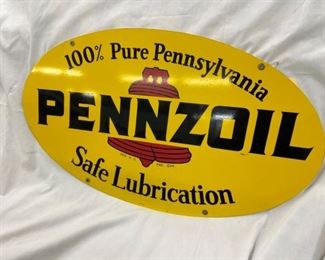 100% Pure Pennsylvania
PENNZOIL
Safe Lubrication